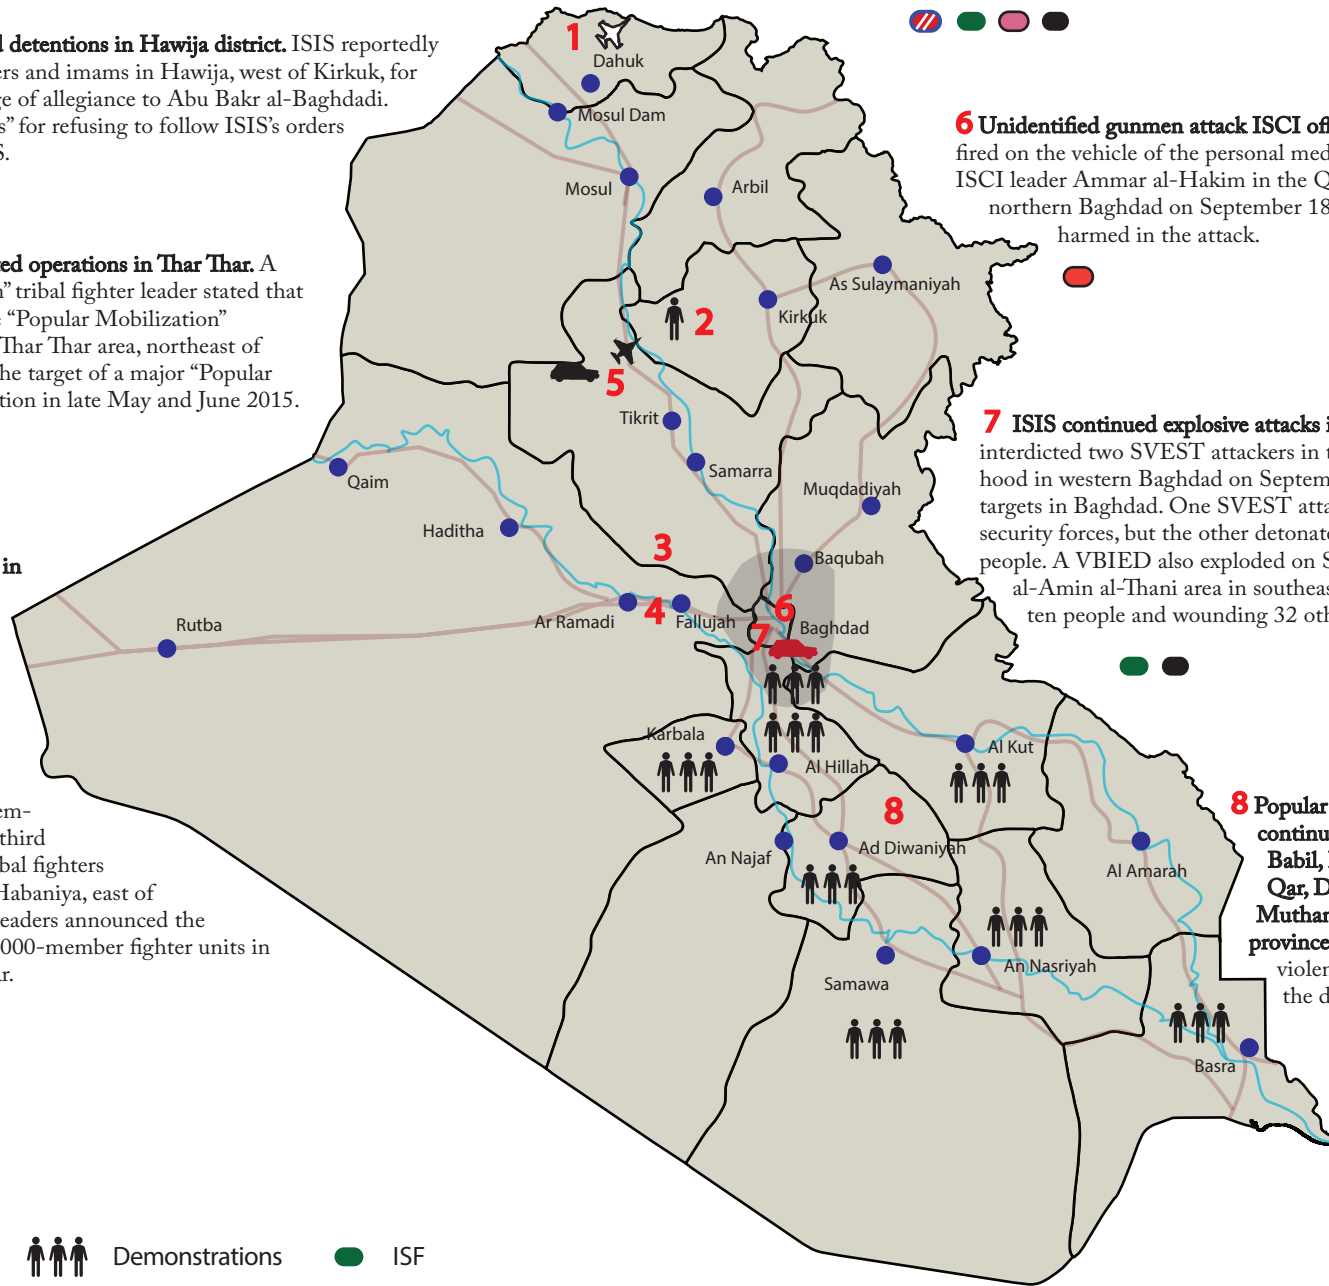 detentions in Hawija district. ISIS reportedly
ers and imams in Hawija, west of Kirkuk, for
ge of allegiance to Abu Bakr al-Baghdadi.
s” for refusing to follow ISIS’s orders
S.
ed operations in Thar Thar. A
n” tribal fighter leader stated that
e “Popular Mobilization”
Thar Thar area, northeast of
he target of a major “Popular
tion in late May and June 2015.
in
em-
third
bal fighters
Habaniya, east of
eaders announced the
000-member fighter units in
ar.
1
Dahuk
Mosul Dam
Mosul
Arbil
As Sulaymaniyah
Kirkuk
2
5
Tikrit
Samarra
Muqdadiyah
Qaim
Haditha
3
Baqubah
Rutba
Ar Ramadi
4
Fallujah
6
7
Baghdad
Karbala
Al Hillah
Al Kut
8
An Najaf
Ad Diwaniyah
Al Amarah
Samawa
An Nasriyah
Basra
6 Unidentified gunmen attack ISCI off
fired on the vehicle of the personal med
ISCI leader Ammar al-Hakim in the Q
northern Baghdad on September 18
harmed in the attack.
7 ISIS continued explosive attacks i
interdicted two SVEST attackers in t
hood in western Baghdad on Septem
targets in Baghdad. One SVEST atta
security forces, but the other detonate
people. A VBIED also exploded on S
al-Amin al-Thani area in southeas
ten people and wounding 32 oth
8 Popular
continu
Babil,
Qar, D
Muthan
province
violen
the d
Demonstrations
ISF